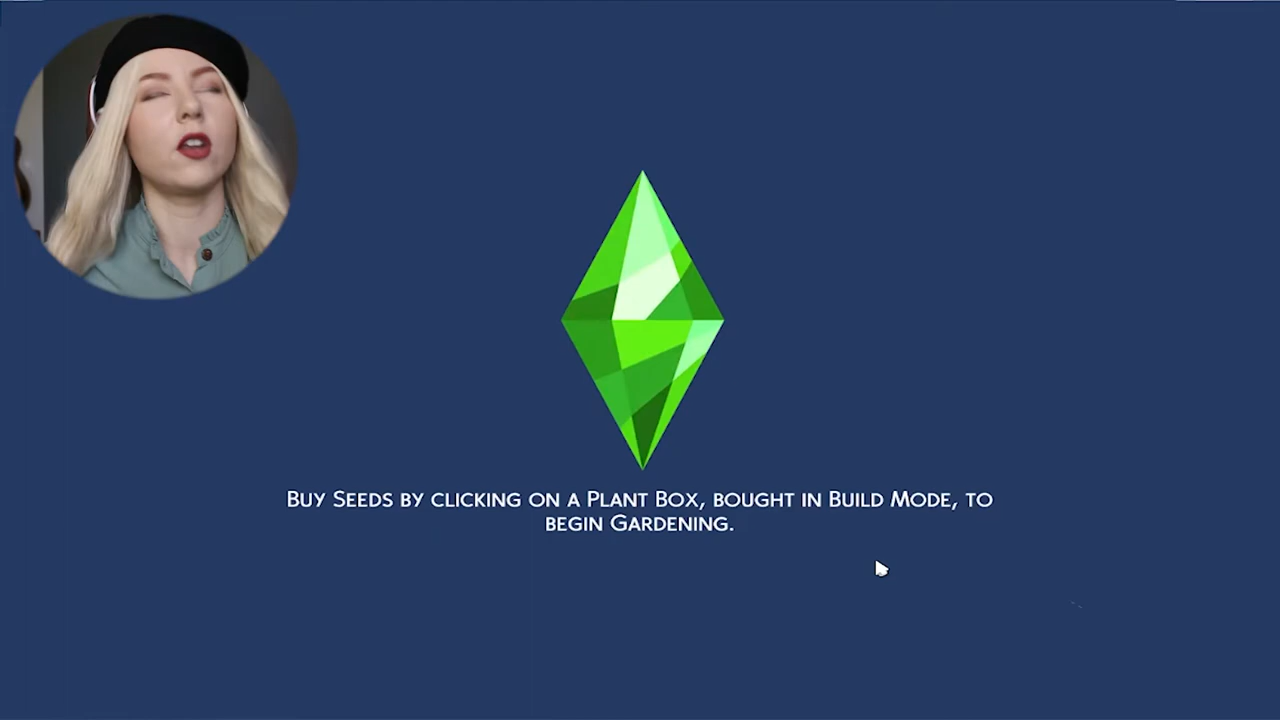 Buy Seeds by clicking on a Plant Box, bought in Build Mode, to
begin Gardening.